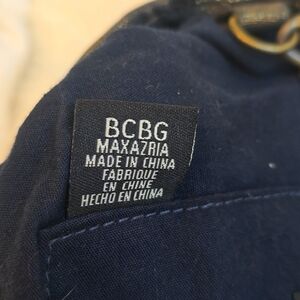 BCBG
MAXAZRIA
MADE IN CHINA
FABRIQUE
EN CHINE
HECHO EN CHINA